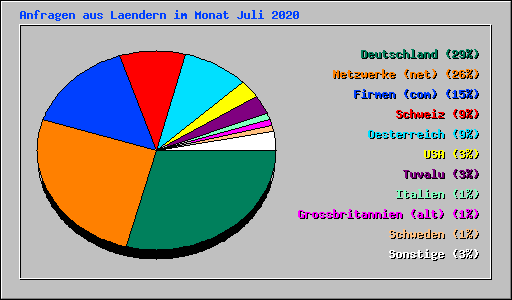 Anfragen aus Laendern im Monat Juli 2020
Deutschland (29%)
Netzwerke (net) (26%)
Firmen (com) (15%)
Schweiz (9%)
Oesterreich (9%)
USA (3%)
Tuvalu (3%)
Italien (1%)
Grossbritannien (alt) (1%)
Schweden (1%)
Sonstige (3%)